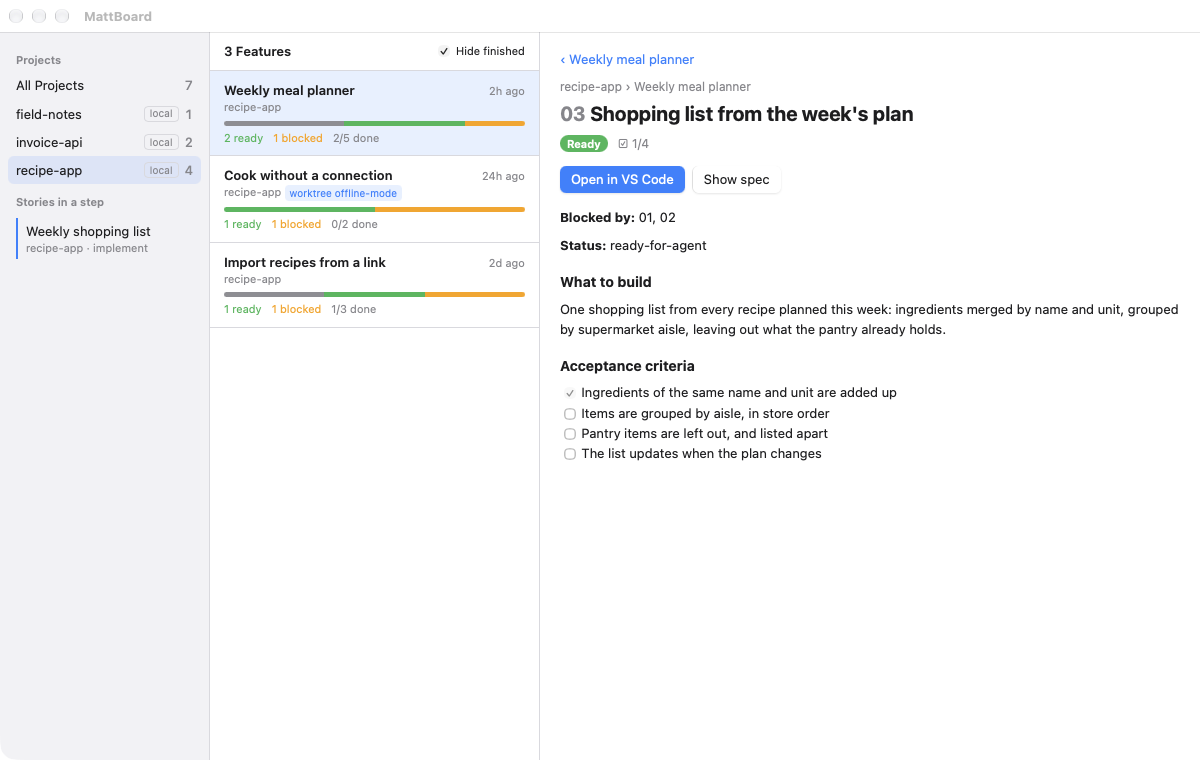 MattBoard
Projects
All Projects 7
field-notes local 1
invoice-api local 2
recipe-app local 4
Stories in a step
Weekly shopping list
recipe-app · implement
3 Features Hide finished
Weekly meal planner 2h ago
recipe-app
2 ready 1 blocked 2/5 done
Cook without a connection 24h ago
recipe-app worktree offline-mode
1 ready 1 blocked 0/2 done
Import recipes from a link 2d ago
recipe-app
1 ready 1 blocked 1/3 done
‹ Weekly meal planner
recipe-app › Weekly meal planner
03 Shopping list from the week's plan
Ready 1/4
Open in VS Code Show spec
Blocked by: 01, 02
Status: ready-for-agent
What to build
One shopping list from every recipe planned this week: ingredients merged by name and unit, grouped
by supermarket aisle, leaving out what the pantry already holds.
Acceptance criteria
Ingredients of the same name and unit are added up
Items are grouped by aisle, in store order
Pantry items are left out, and listed apart
The list updates when the plan changes